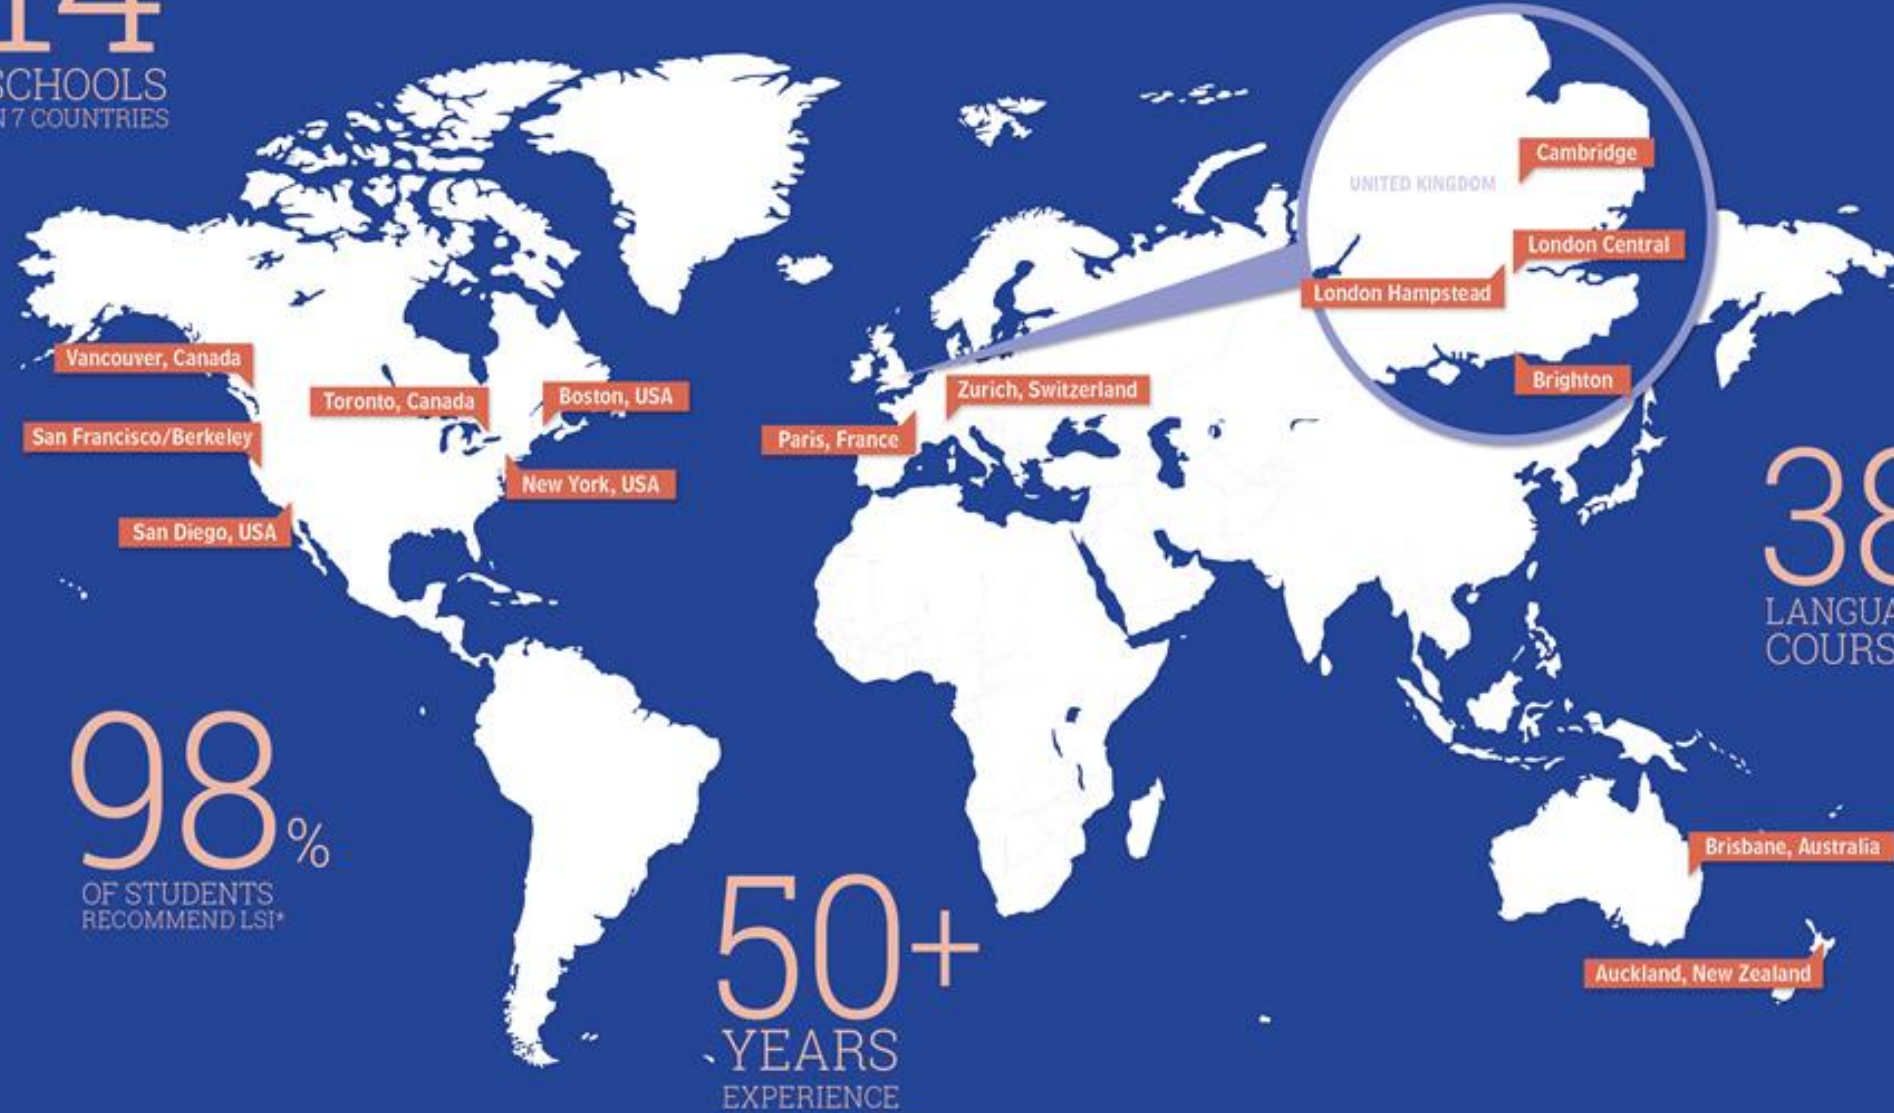 14
SCHOOLS
7 COUNTRIES
UNITED KINGDOM
Cambridge
London Central
London Hampstead
Brighton
Vancouver, Canada
Toronto, Canada
Boston, USA
San Francisco/Berkeley
New York, USA
San Diego, USA
Zurich, Switzerland
Paris, France
38
98%
OF STUDENTS
RECOMMEND LSI*
50+
YEARS
EXPERIENCE
Brisbane, Australia
Auckland, New Zealand